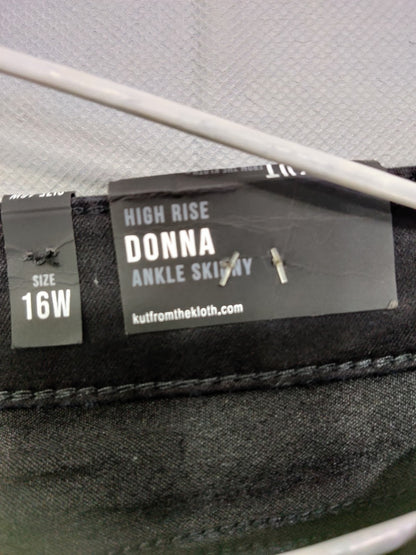 HIGH RISE
DONNA
ANKLE SKINNY
kutfromthekloth.com
SIZE
16W